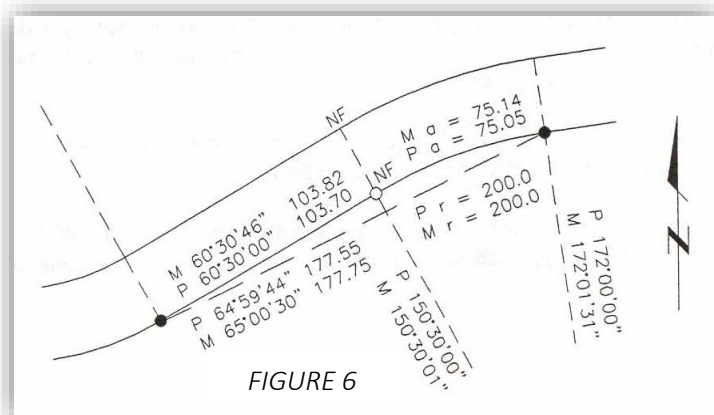 NF
M a = 75.14
P a = 75.05
NF
M 60°30'46" 103.82
P 60°30'00" 103.70
P r = 200.0
M r = 200.0
P 64°59'44" 177.55
M 65°00'30" 177.75
P 150°30'00"
M 150°30'01"
P 172°00'00"
M 172°01'31"
N
FIGURE 6